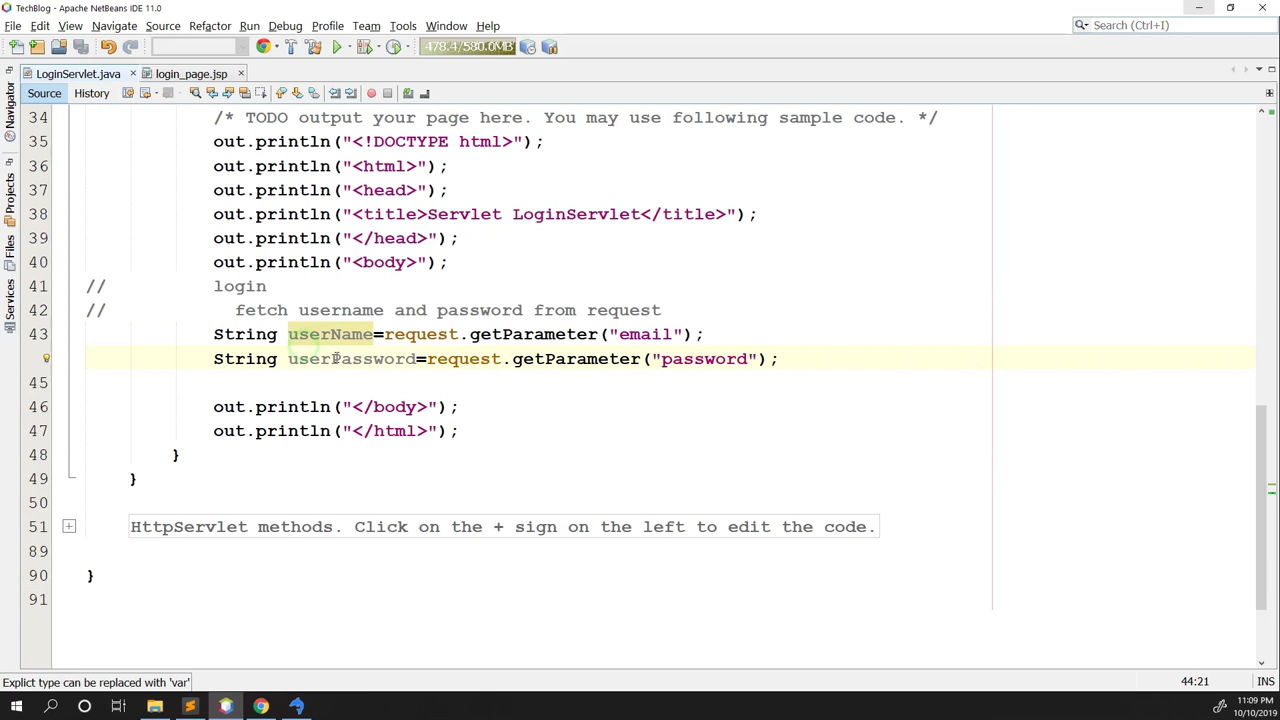 TechBlog - Apache NetBeans IDE 11.0
File Edit View Navigate Source Refactor Run Debug Profile Team Tools Window Help
Search (Ctrl+I)
478.4/580.0MB
LoginServlet.java login_page.jsp
Source History
Navigator
Projects
Files
Services
34 /* TODO output your page here. You may use following sample code. */
35 out.println("<!DOCTYPE html>");
36 out.println("<html>");
37 out.println("<head>");
38 out.println("<title>Servlet LoginServlet</title>");
39 out.println("</head>");
40 out.println("<body>");
41 // login
42 // fetch username and password from request
43 String userName=request.getParameter("email");
String userPassword=request.getParameter("password");
45
46 out.println("</body>");
47 out.println("</html>");
48 }
49 }
50
51 HttpServlet methods. Click on the + sign on the left to edit the code.
89
90 }
91
Explict type can be replaced with 'var'
44:21 INS
11:09 PM
10/10/2019